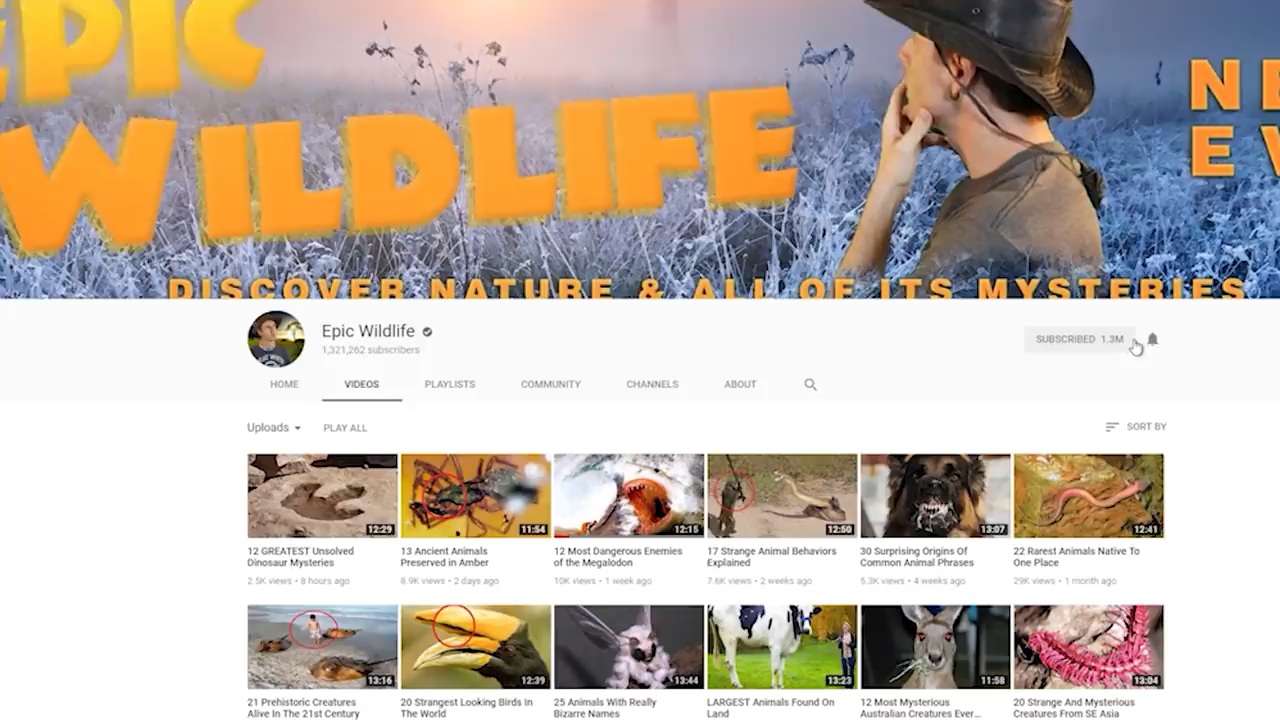 EPIC
WILDLIFE
DISCOVER NATURE & ALL OF ITS MYSTERIES
Epic Wildlife
1,321,262 subscribers
SUBSCRIBED 1.3M
HOME VIDEOS PLAYLISTS COMMUNITY CHANNELS ABOUT
Uploads PLAY ALL SORT BY
12:29 11:54 12:15 12:50 13:07 12:41
12 GREATEST Unsolved
Dinosaur Mysteries
2.5K views • 8 hours ago
13 Ancient Animals
Preserved in Amber
8.9K views • 2 days ago
12 Most Dangerous Enemies
of the Megalodon
10K views • 1 week ago
17 Strange Animal Behaviors
Explained
7.6K views • 2 weeks ago
30 Surprising Origins Of
Common Animal Phrases
5.3K views • 4 weeks ago
22 Rarest Animals Native To
One Place
29K views • 1 month ago
13:16 12:39 13:44 13:23 11:58 13:04
21 Prehistoric Creatures
Alive In The 21st Century
20 Strangest Looking Birds In
The World
25 Animals With Really
Bizarre Names
LARGEST Animals Found On
Land
12 Most Mysterious
Australian Creatures Ever...
20 Strange And Mysterious
Creatures From SE Asia